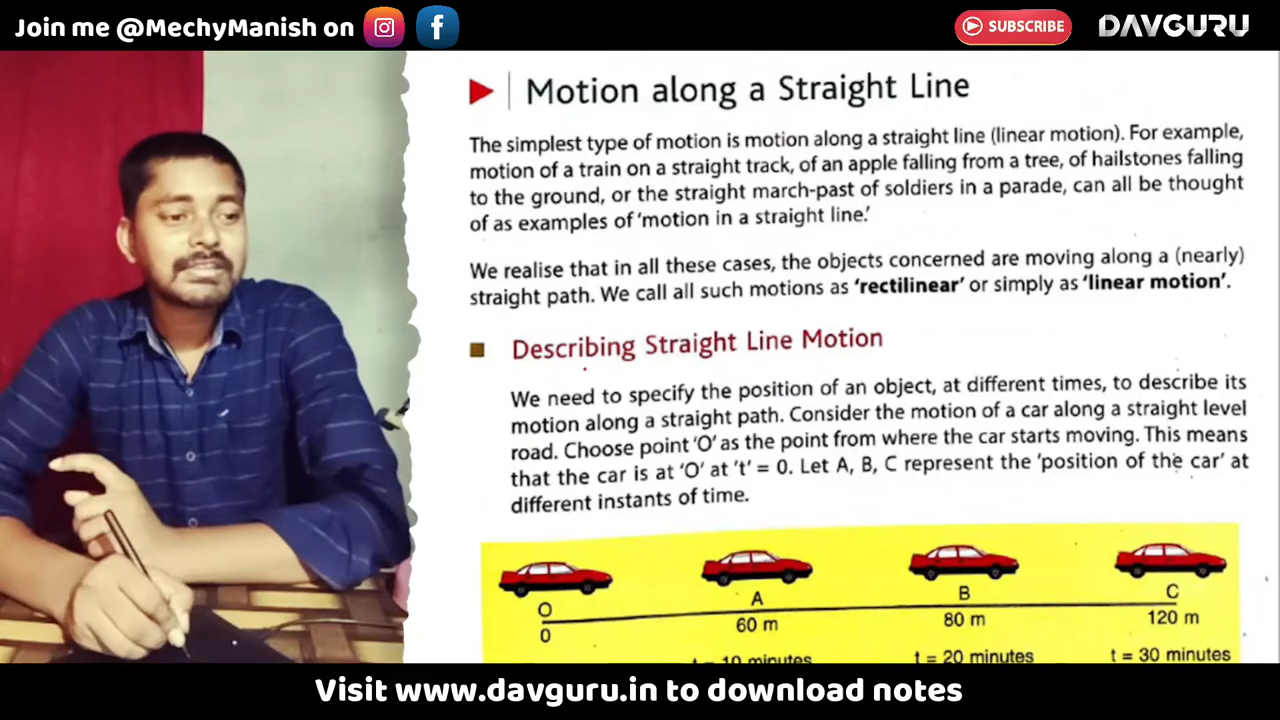 Join me @MechyManish on
SUBSCRIBE
DAVGURU
Motion along a Straight Line
The simplest type of motion is motion along a straight line (linear motion). For example,
motion of a train on a straight track, of an apple falling from a tree, of hailstones falling
to the ground, or the straight march-past of soldiers in a parade, can all be thought
of as examples of 'motion in a straight line.'
We realise that in all these cases, the objects concerned are moving along a (nearly)
straight path. We call all such motions as 'rectilinear' or simply as 'linear motion'.
Describing Straight Line Motion
We need to specify the position of an object, at different times, to describe its
motion along a straight path. Consider the motion of a car along a straight level
road. Choose point 'O' as the point from where the car starts moving. This means
that the car is at 'O' at 't' = 0. Let A, B, C represent the 'position of the car' at
different instants of time.
O A B C
0 60 m 80 m 120 m
t = 10 minutes t = 20 minutes t = 30 minutes
Visit www.davguru.in to download notes